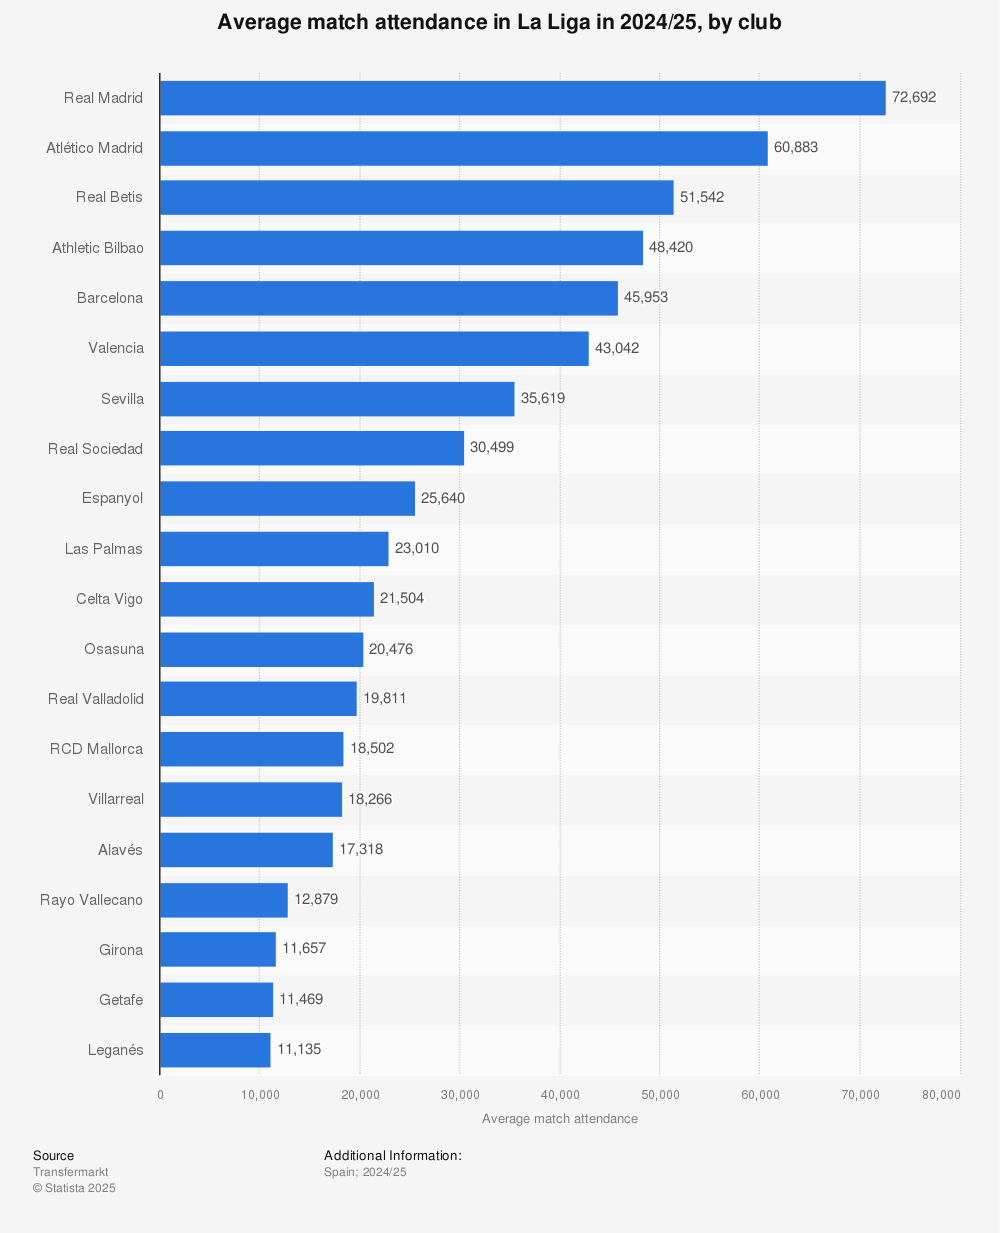 Average match attendance in La Liga in 2024/25, by club
Real Madrid 72,692
Atlético Madrid 60,883
Real Betis 51,542
Athletic Bilbao 48,420
Barcelona 45,953
Valencia 43,042
Sevilla 35,619
Real Sociedad 30,499
Espanyol 25,640
Las Palmas 23,010
Celta Vigo 21,504
Osasuna 20,476
Real Valladolid 19,811
RCD Mallorca 18,502
Villarreal 18,266
Alavés 17,318
Rayo Vallecano 12,879
Girona 11,657
Getafe 11,469
Leganés 11,135
0 10,000 20,000 30,000 40,000 50,000 60,000 70,000 80,000
Average match attendance
Source
Transfermarkt
© Statista 2025
Additional Information:
Spain; 2024/25